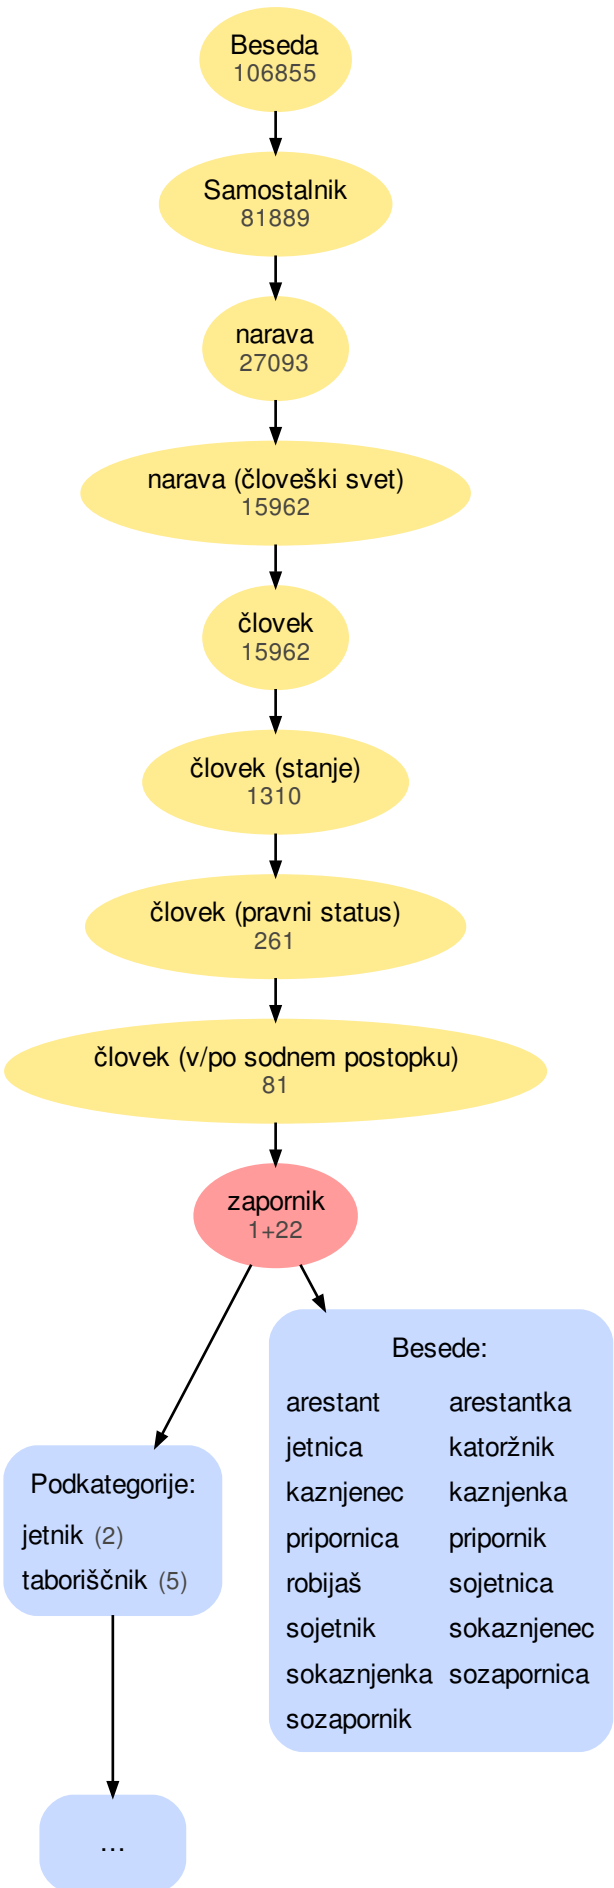 Beseda
106855
Samostalnik
81889
narava
27093
narava (človeški svet)
15962
človek
15962
človek (stanje)
1310
človek (pravni status)
261
človek (v/po sodnem postopku)
81
zapornik
1+22
Podkategorije:
jetnik (2)
taboriščnik (5)
...
Besede:
arestant arestantka
jetnica katoržnik
kaznjenec kaznjenka
pripornica pripornik
robijaš sojetnica
sojetnik sokaznjenec
sokaznjenka sozapornica
sozapornik